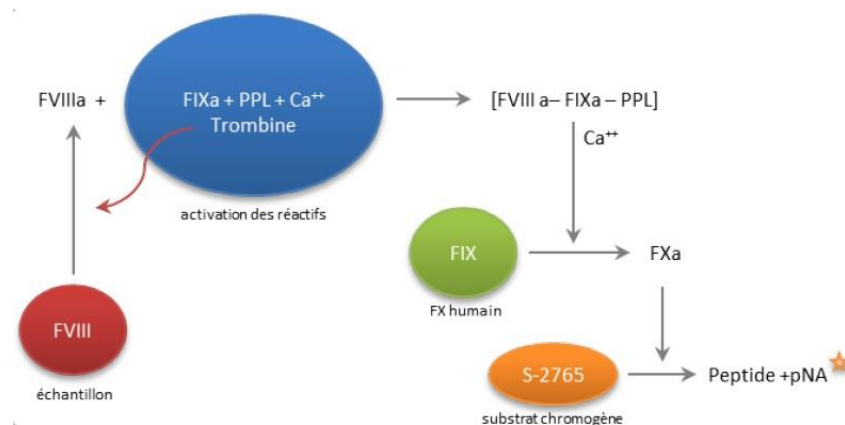 FVIIIa +
FIXa + PPL + Ca⁺⁺
Trombine
[FVIII a– FIXa – PPL]
Ca⁺⁺
activation des réactifs
FIX
FXa
FX humain
FVIII
échantillon
S-2765
Peptide +pNA
substrat chromogène